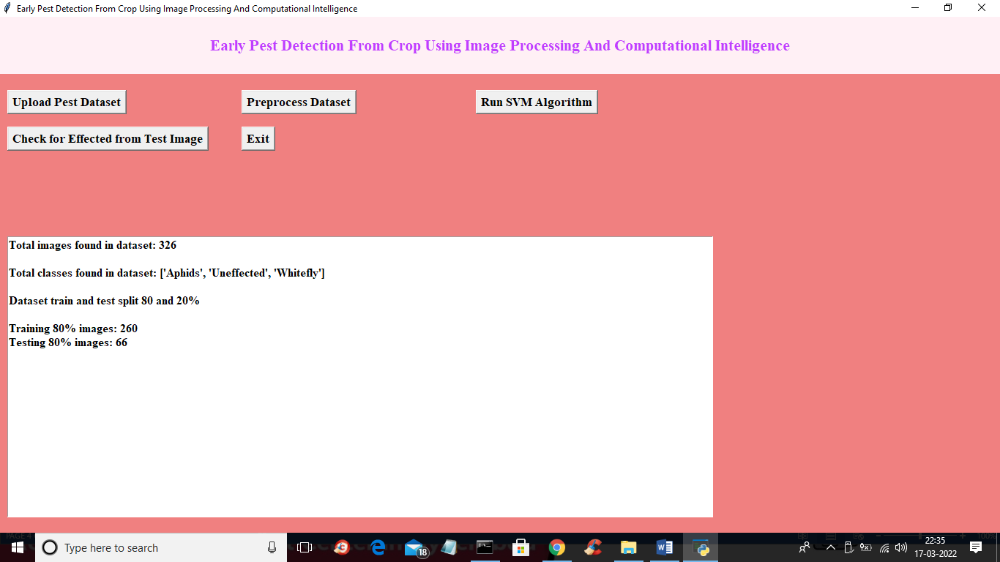 Early Pest Detection From Crop Using Image Processing And Computational Intelligence
Early Pest Detection From Crop Using Image Processing And Computational Intelligence
Upload Pest Dataset
Preprocess Dataset
Run SVM Algorithm
Check for Effected from Test Image
Exit
Total images found in dataset: 326
Total classes found in dataset: ['Aphids', 'Uneffected', 'Whitefly']
Dataset train and test split 80 and 20%
Training 80% images: 260
Testing 80% images: 66
Type here to search
18
100%
22:35
17-03-2022